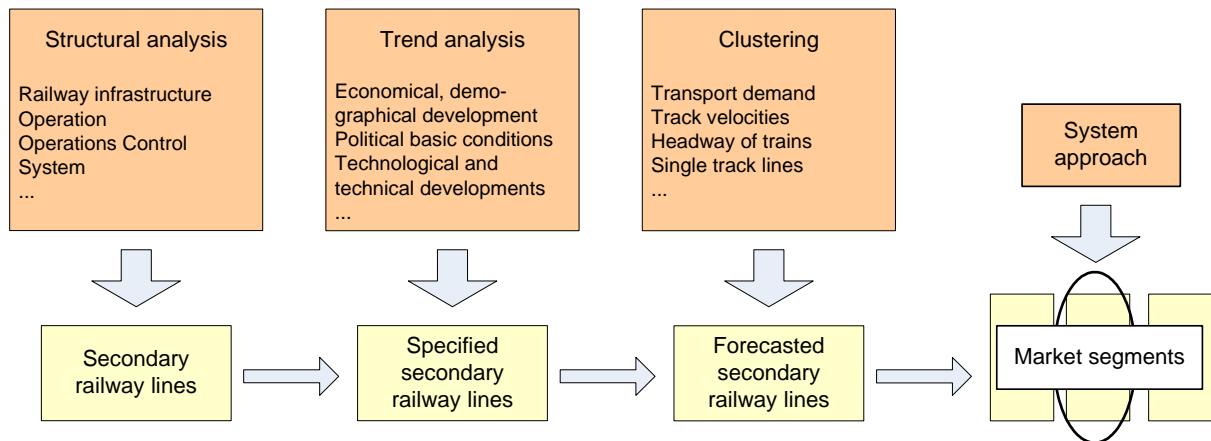 Structural analysis
Railway infrastructure
Operation
Operations Control
System
...
Trend analysis
Economical, demo-
graphical development
Political basic conditions
Technological and
technical developments
...
Clustering
Transport demand
Track velocities
Headway of trains
Single track lines
...
System
approach
Secondary
railway lines
Specified
secondary
railway lines
Forecasted
secondary
railway lines
Market segments